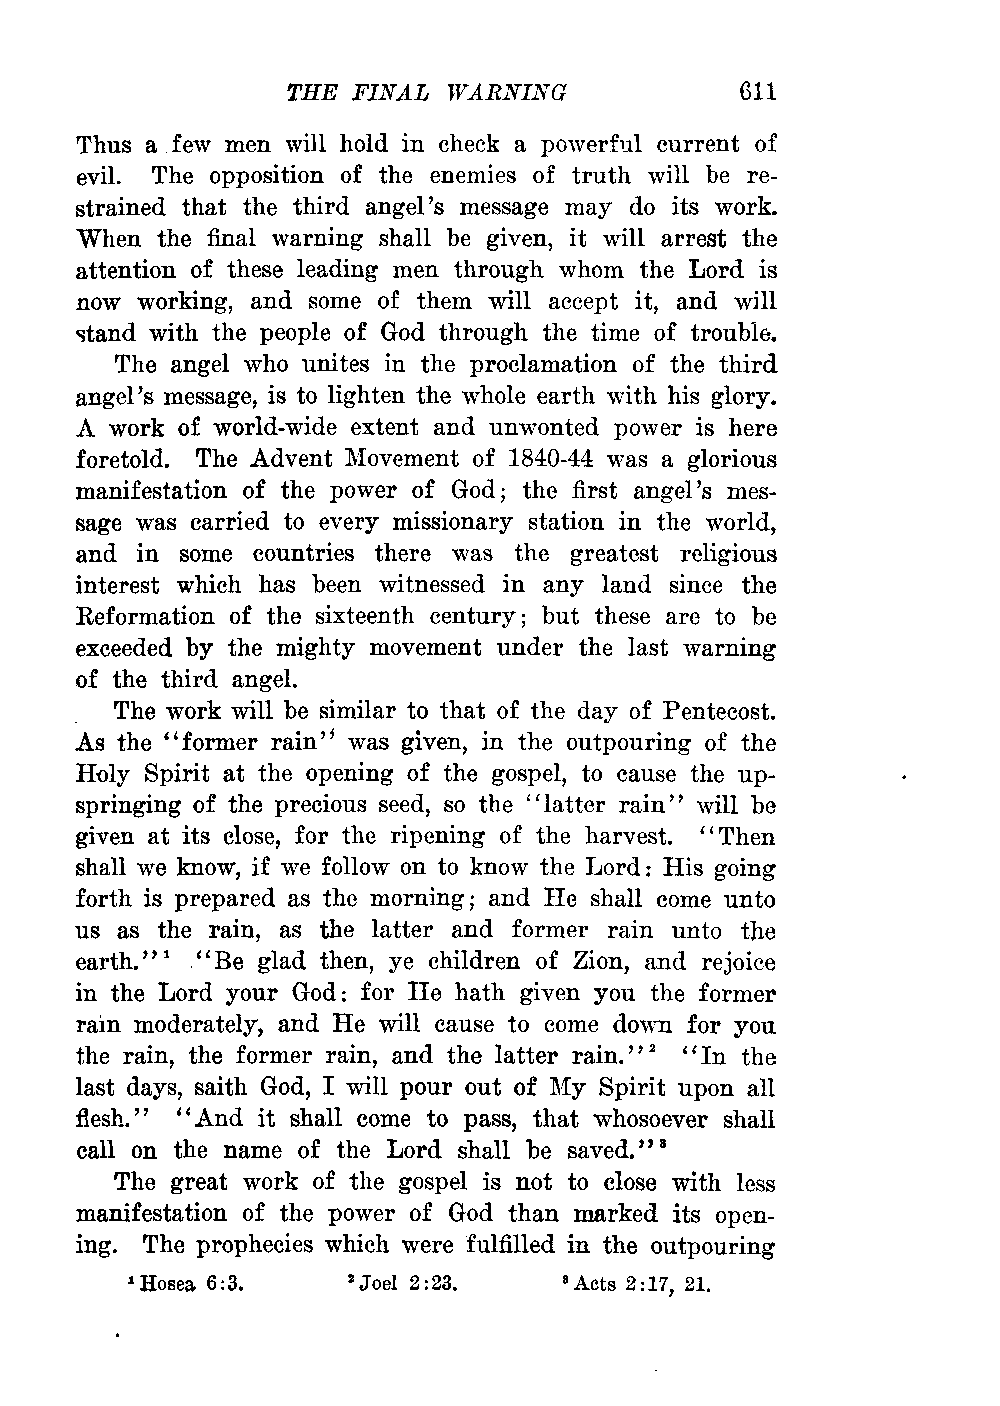 THE FINAL WARNING 611
Thus a few men will hold in check a powerful current of
evil. The opposition of the enemies of truth will be re-
strained that the third angel's message may do its work.
When the final warning shall be given, it will arrest the
attention of these leading men through whom the Lord is
now working, and some of them will accept it, and will
stand with the people of God through the time of trouble.
The angel who unites in the proclamation of the third
angel's message, is to lighten the whole earth with his glory.
A work of world-wide extent and unwonted power is here
foretold. The Advent Movement of 1840-44 was a glorious
manifestation of the power of God; the first angel's mes-
sage was carried to every missionary station in the world,
and in some countries there was the greatest religious
interest which has been witnessed in any land since the
Reformation of the sixteenth century; but these are to be
exceeded by the mighty movement under the last warning
of the third angel.
The work will be similar to that of the day of Pentecost.
As the "former rain" was given, in the outpouring of the
Holy Spirit at the opening of the gospel, to cause the up-
springing of the precious seed, so the "latter rain" will be
given at its close, for the ripening of the harvest. "Then
shall we know, if we follow on to know the Lord: His going
forth is prepared as the morning; and He shall come unto
us as the rain, as the latter and former rain unto the
earth."¹ "Be glad then, ye children of Zion, and rejoice
in the Lord your God: for He hath given you the former
rain moderately, and He will cause to come down for you
the rain, the former rain, and the latter rain."² "In the
last days, saith God, I will pour out of My Spirit upon all
flesh." "And it shall come to pass, that whosoever shall
call on the name of the Lord shall be saved."³
The great work of the gospel is not to close with less
manifestation of the power of God than marked its open-
ing. The prophecies which were fulfilled in the outpouring
¹ Hosea 6:3. ² Joel 2:23. ³ Acts 2:17, 21.